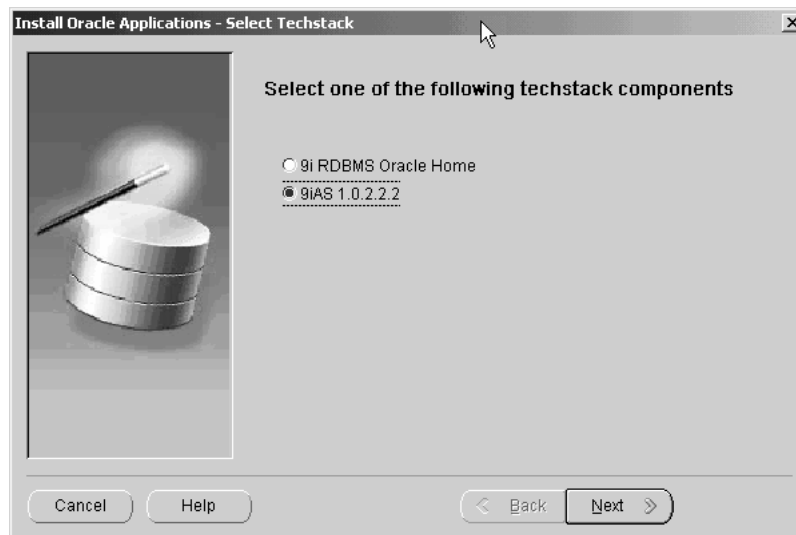 Install Oracle Applications - Select Techstack
Select one of the following techstack components
9i RDBMS Oracle Home
9iAS 1.0.2.2.2
Cancel
Help
Back
Next